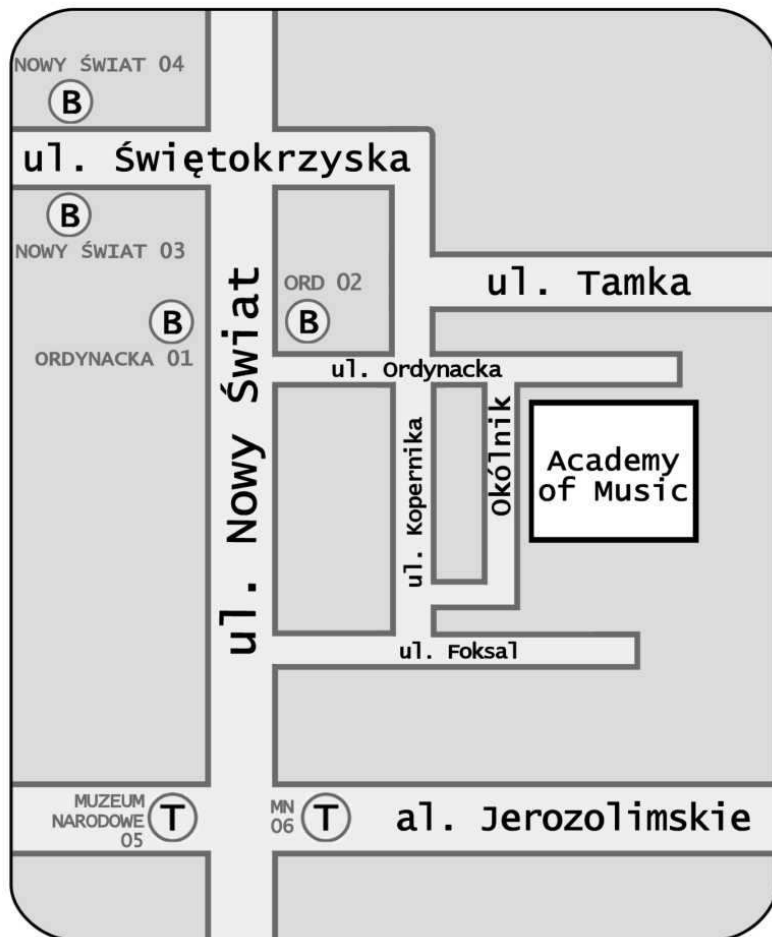 NOWY ŚWIAT 04
B
ul. Świętokrzyska
B
NOWY ŚWIAT 03
ul. Tamka
ORD 02
B
B
ORDYNACKA 01
ul. Nowy Świat
ul. Ordynacka
ul. Kopernika
Okólnik
Academy
of Music
ul. Foksal
MUZEUM
NARODOWE
05
T
MN
06
T
al. Jerozolimskie